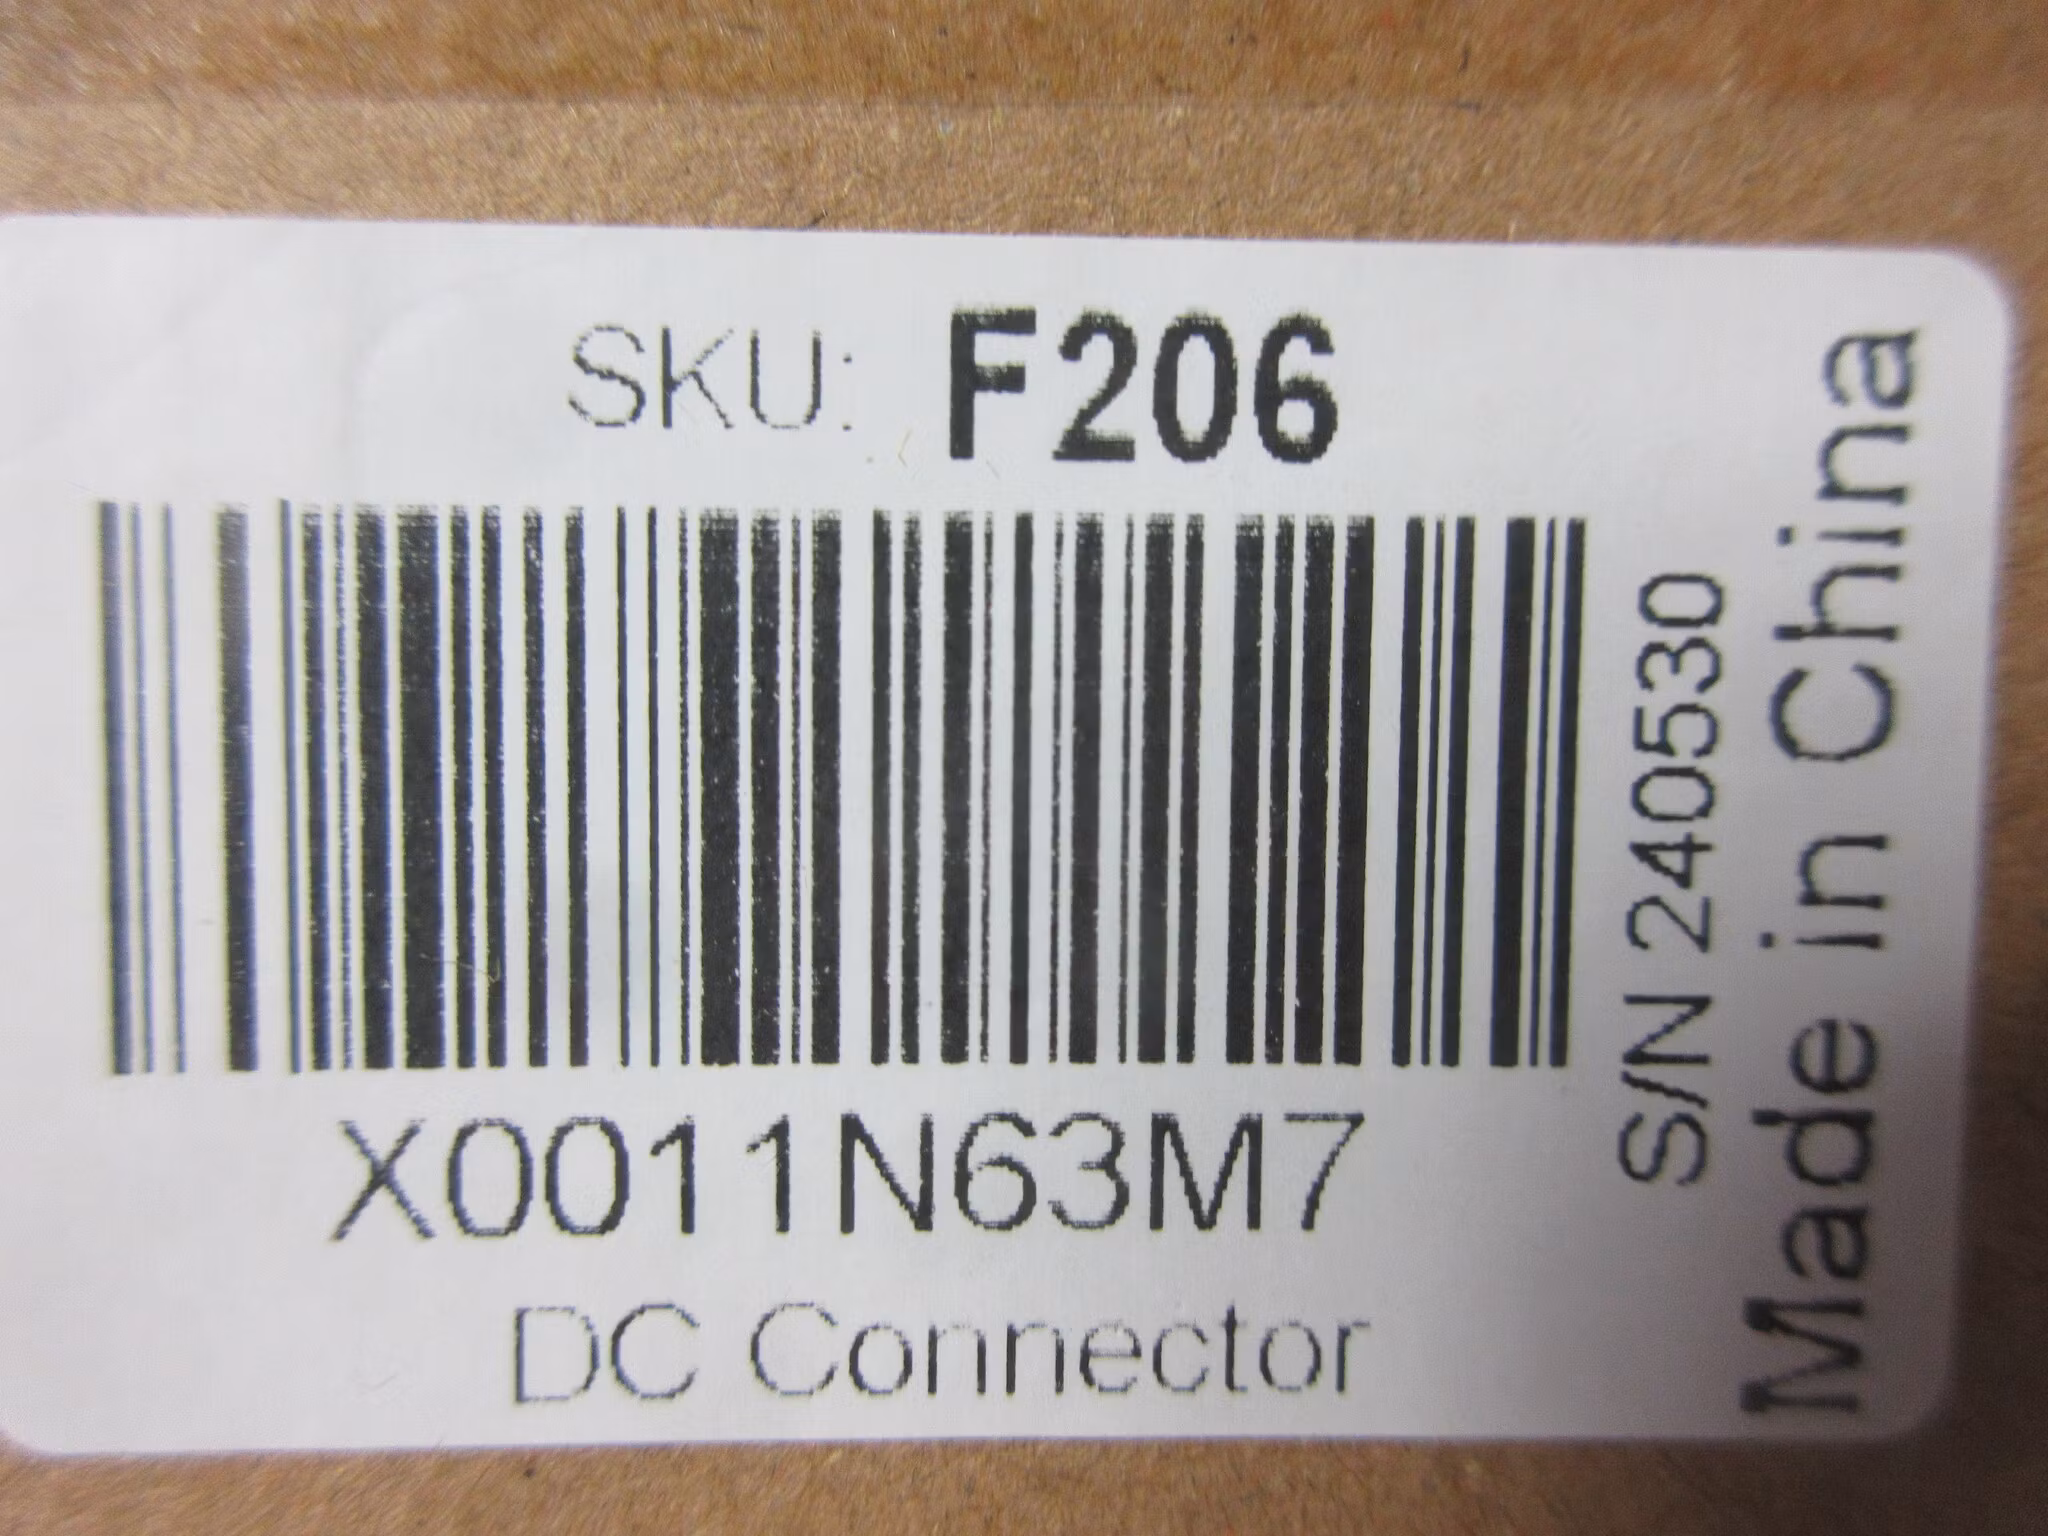 SKU: F206
X0011N63M7
DC Connector
S/N 240530
Made in China